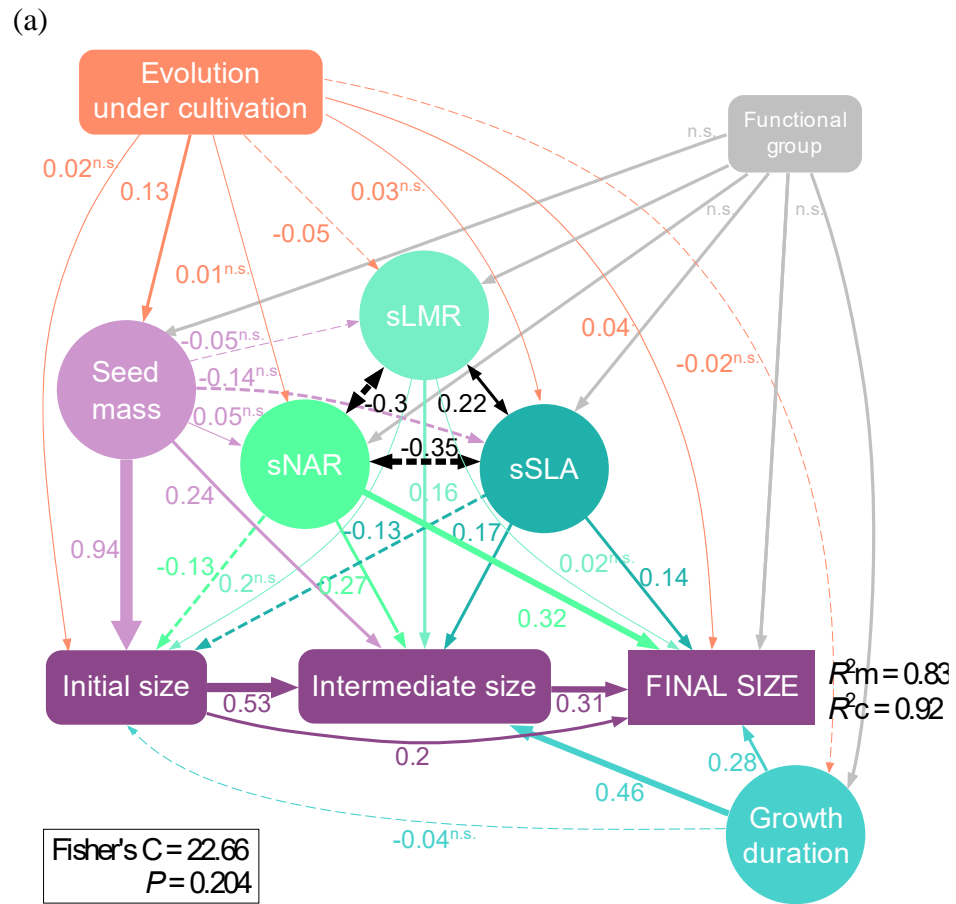 (a)
Evolution
under cultivation
Functional
group
n.s.
0.02n.s.
0.13
0.03n.s.
n.s.
n.s.
-0.05
0.01n.s.
sLMR
0.04.
-0.02n.s.
-0.05n.s.
Seed
mass
-0.14n.s.
0.05n.s.
-0.3
0.22
-0.35
sNAR
sSLA
0.24
0.16
0.94
-0.13
0.17
0.02n.s.
-0.13
0.2n.s.
0.27
0.14
0.32
Initial size
Intermediate size
FINAL SIZE
R2m = 0.83
R2c = 0.92
0.53
0.31
0.2
0.28
0.46
Growth
duration
-0.04n.s.
Fisher's C = 22.66
P = 0.204